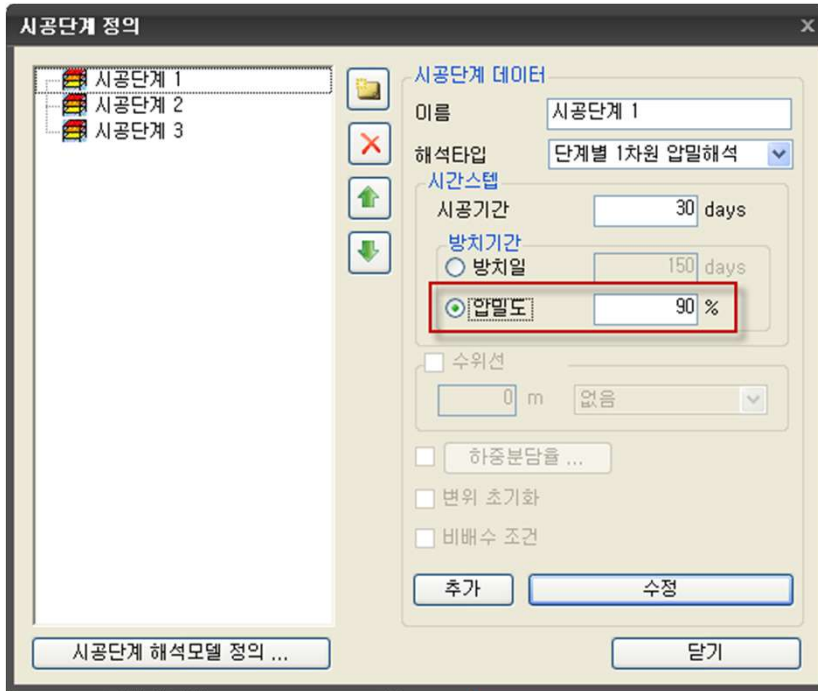 시공단계 정의
시공단계 1
시공단계 2
시공단계 3
시공단계 데이터
이름 시공단계 1
해석타입 단계별 1차원 압밀해석
시간스텝
시공기간 30 days
방치기간
방치일 150 days
압밀도 90 %
수위선
0 m 없음
하중분담율 ...
변위 초기화
비배수 조건
추가 수정
시공단계 해석모델 정의 ... 닫기